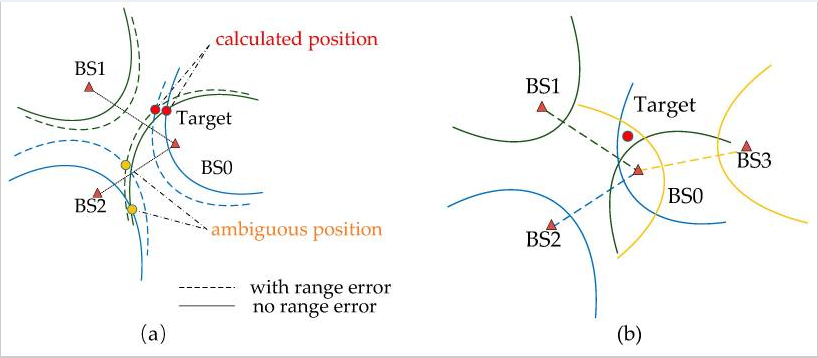 calculated position
BS1
Target
BS0
BS2
ambiguous position
with range error
no range error
(a)
BS1
Target
BS3
BS0
BS2
(b)